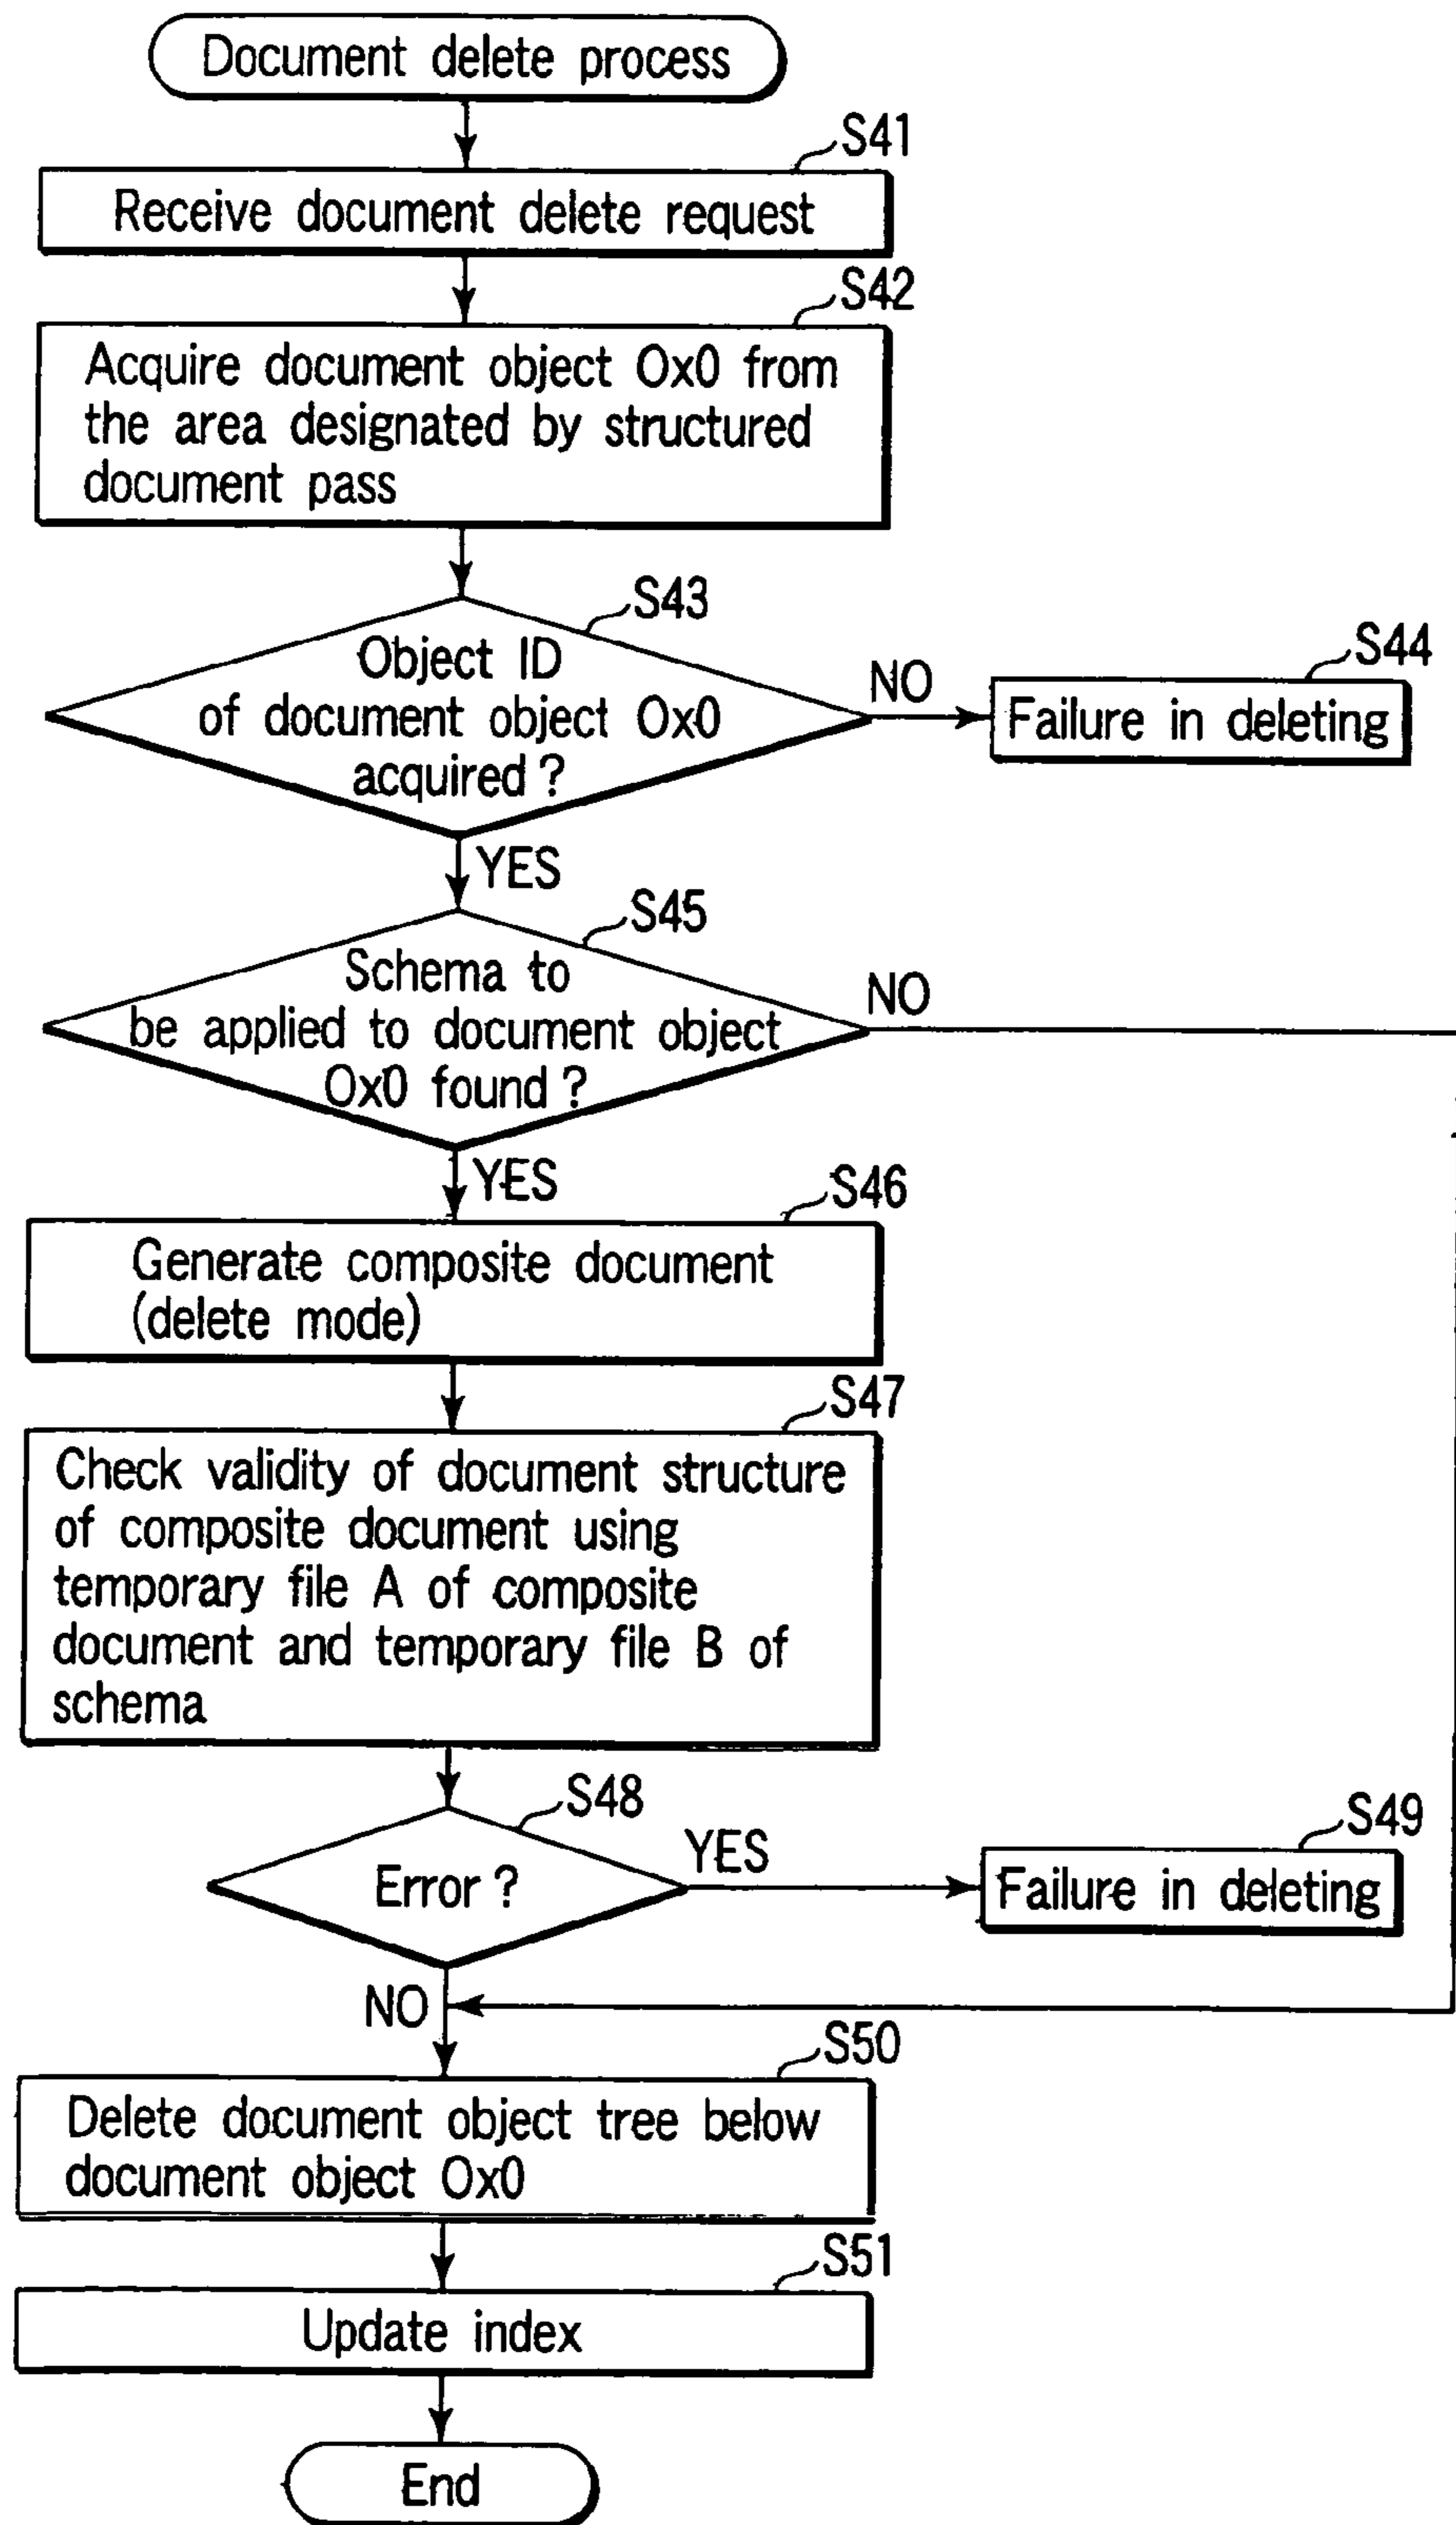 Document delete process
S41
Receive document delete request
S42
Acquire document object Ox0 from
the area designated by structured
document pass
S43
Object ID
of document object Ox0
acquired ?
NO
S44
Failure in deleting
YES
S45
Schema to
be applied to document object
Ox0 found ?
NO
YES
S46
Generate composite document
(delete mode)
S47
Check validity of document structure
of composite document using
temporary file A of composite
document and temporary file B of
schema
S48
Error ?
YES
S49
Failure in deleting
NO
S50
Delete document object tree below
document object Ox0
S51
Update index
End